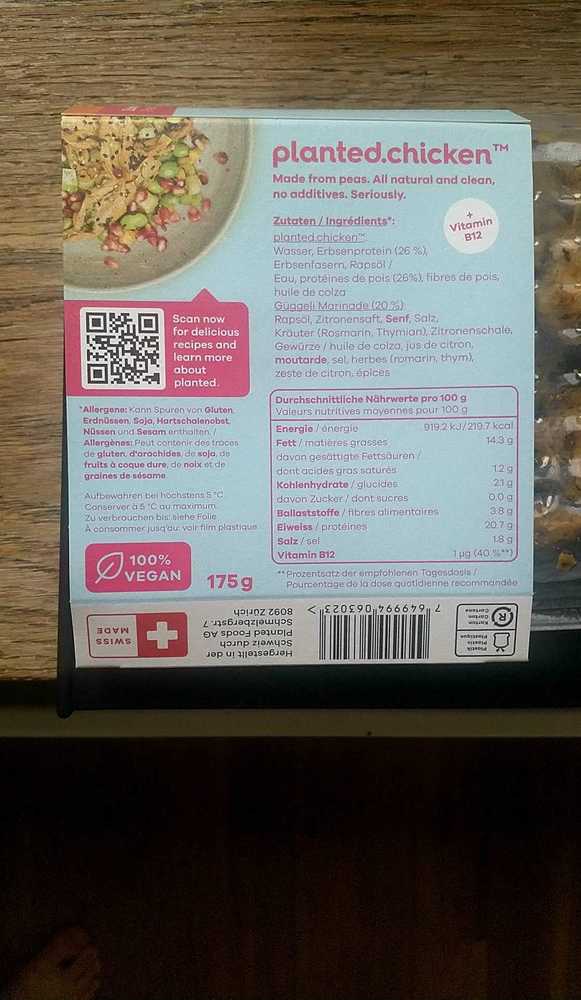 planted.chicken™
Made from peas. All natural and clean,
no additives. Seriously.
+
Vitamin
B12
Zutaten / Ingrédients*:
planted.chicken™:
Wasser, Erbsenprotein (26 %),
Erbsenfasern, Rapsöl /
Eau, protéines de pois (26%), fibres de pois,
huile de colza
Güggeli Marinade (20 %):
Rapsöl, Zitronensaft, Senf, Salz,
Kräuter (Rosmarin, Thymian), Zitronenschale,
Gewürze / huile de colza, jus de citron,
moutarde, sel, herbes (romarin, thym),
zeste de citron, épices
Scan now
for delicious
recipes and
learn more
about
planted.
*Allergene: Kann Spuren von Gluten,
Erdnüssen, Soja, Hartschalenobst,
Nüssen und Sesam enthalten. /
Allergènes: Peut contenir des traces
de gluten, d'arachides, de soja, de
fruits à coque dure, de noix et de
graines de sésame.
Aufbewahren bei höchstens 5 °C
Conserver à 5 °C au maximum.
Zu verbrauchen bis: siehe Folie
À consommer jusqu'au: voir film plastique
100%
VEGAN
175g
Durchschnittliche Nährwerte pro 100 g
Valeurs nutritives moyennes pour 100 g
Energie / énergie 919.2 kJ/219.7 kcal
Fett / matières grasses 14.3 g
davon gesättigte Fettsäuren /
dont acides gras saturés 1.2 g
Kohlenhydrate / glucides 2.1 g
davon Zucker / dont sucres 0.0 g
Ballaststoffe / fibres alimentaires 3.8 g
Eiweiss / protéines 20.7 g
Salz / sel 1.8 g
Vitamin B12 1 µg (40 %**)
**Prozentsatz der empfohlenen Tagesdosis /
Pourcentage de la dose quotidienne recommandée
SWISS
MADE
Hergestellt in der
Schweiz durch
Planted Foods AG
Schmelzbergstr. 7
8092 Zürich
7 649994 063023 >
Karton
Carton
Cartone
Plastik
Plastic
Plastique